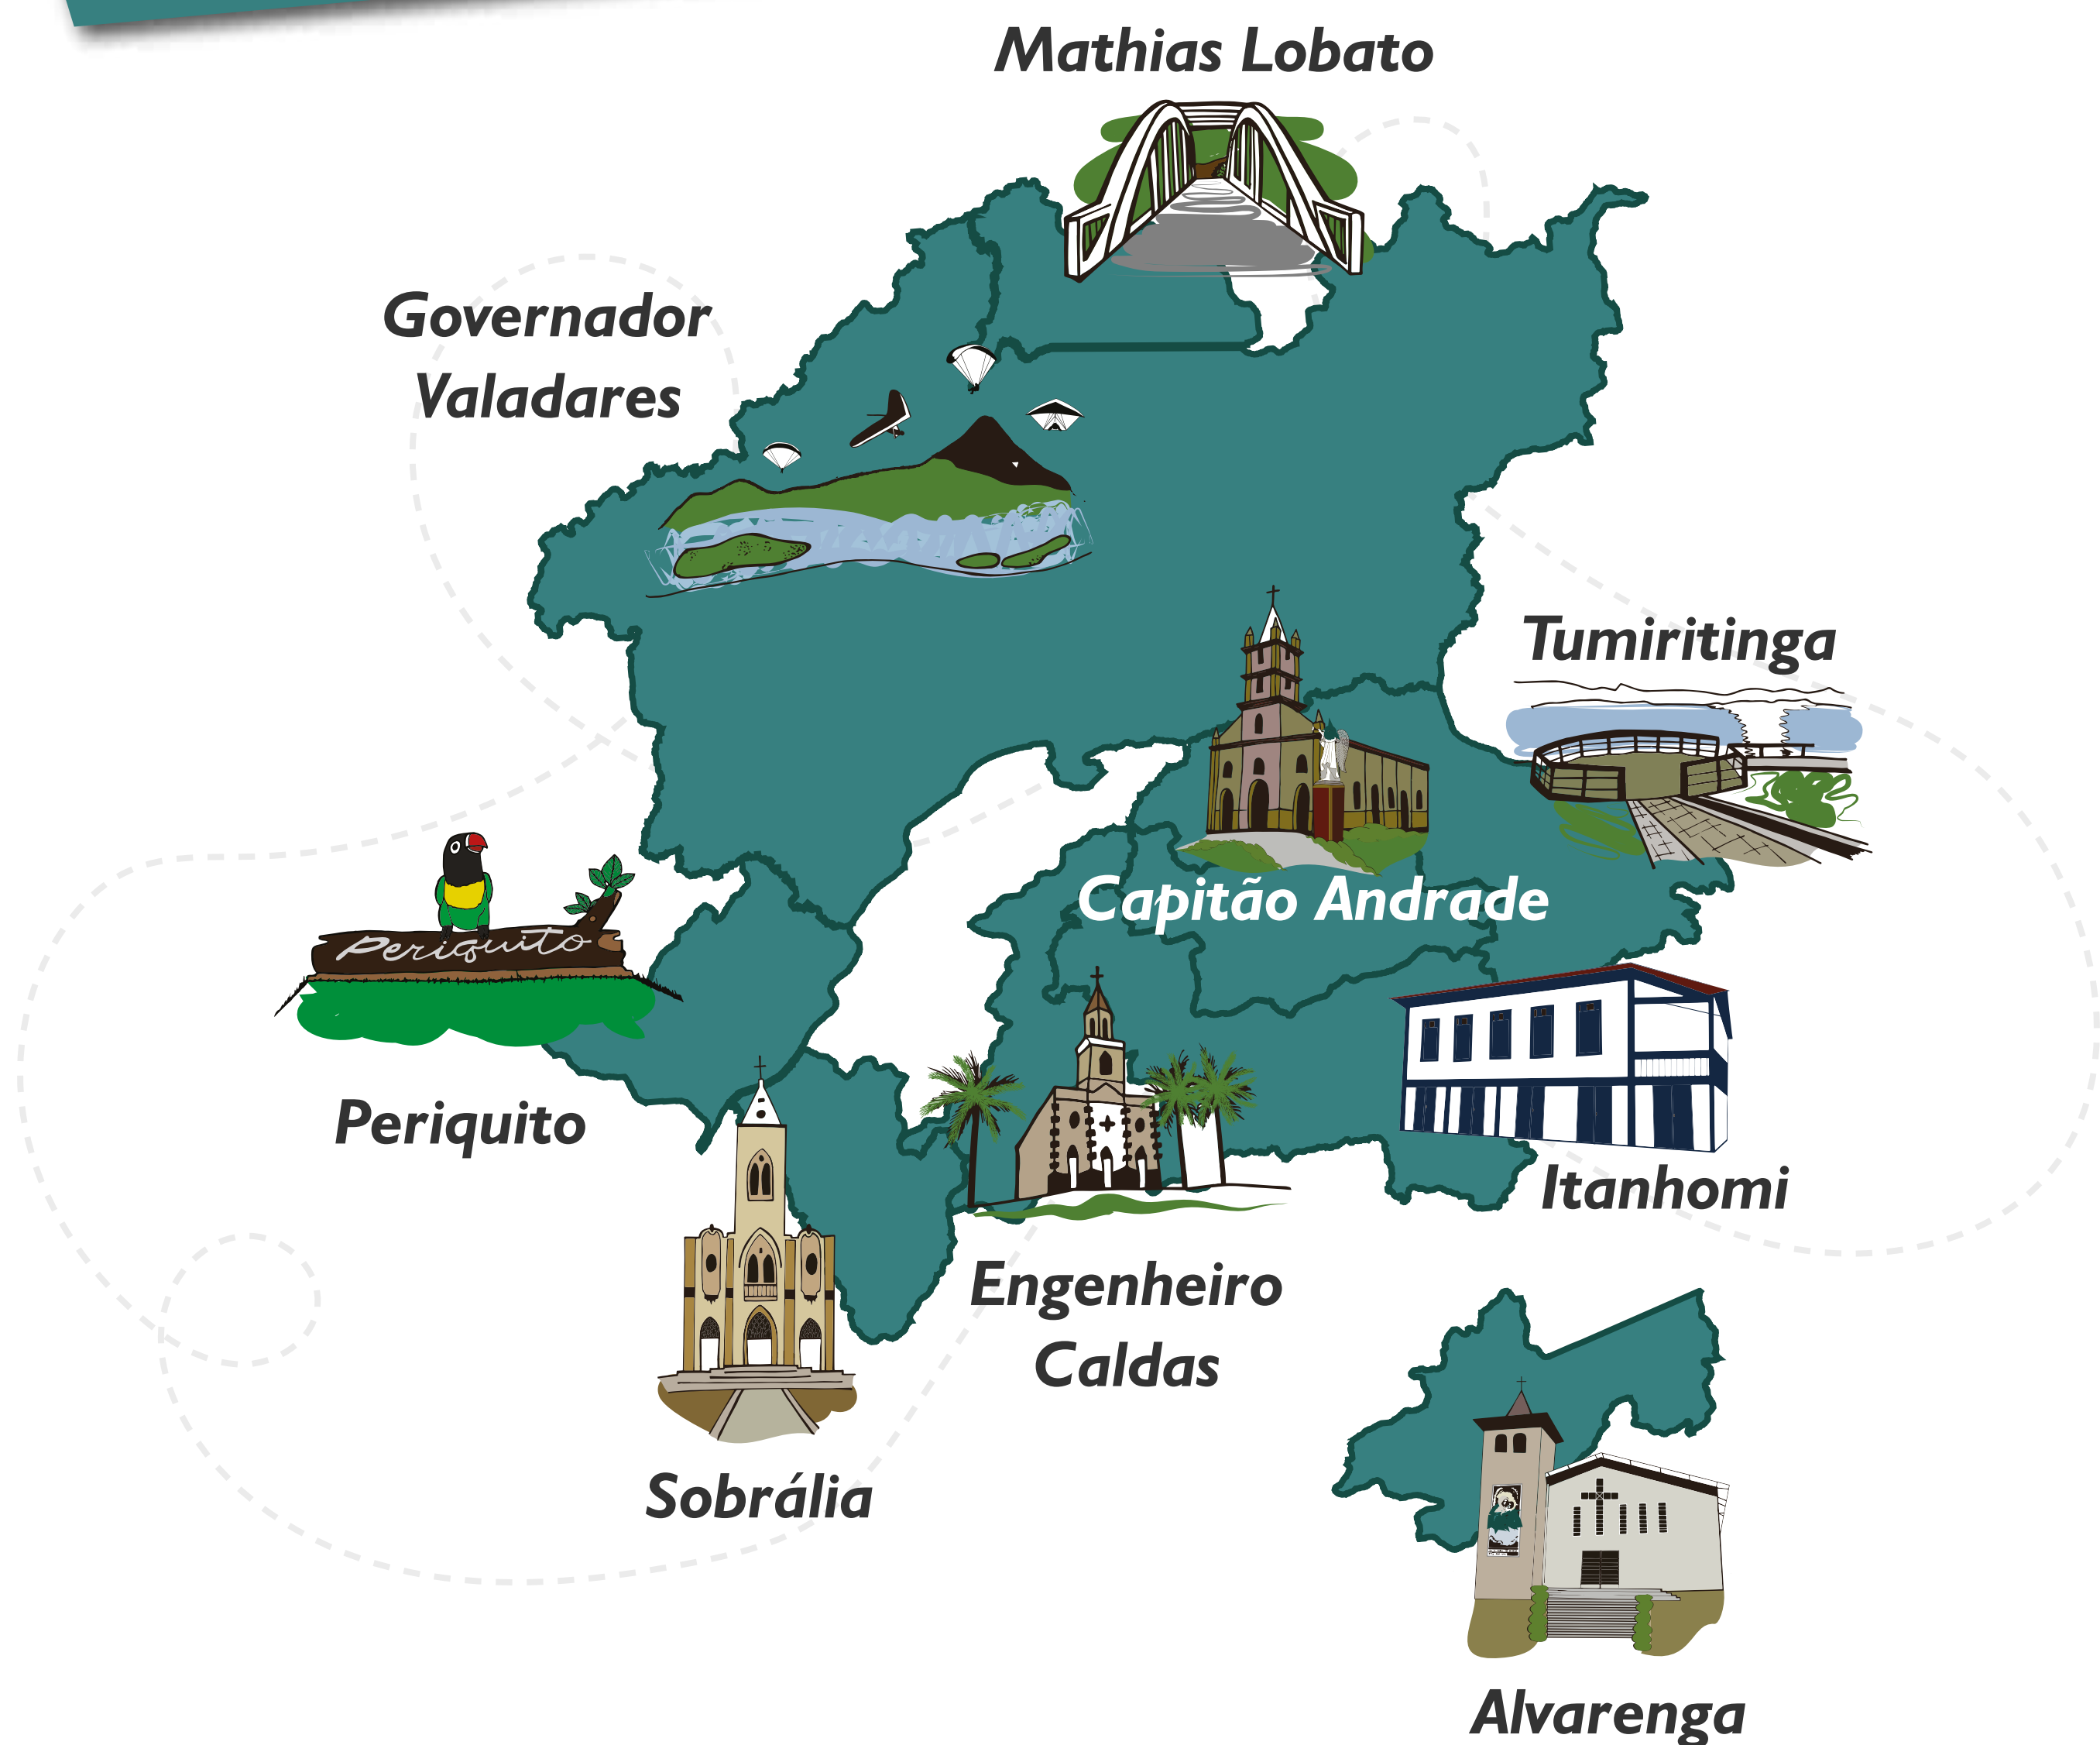 Mathias Lobato
Governador
Valadares
Tumiritinga
Capitão Andrade
Periquito
Periquito
Itanhomi
Engenheiro
Caldas
Sobrália
Alvarenga